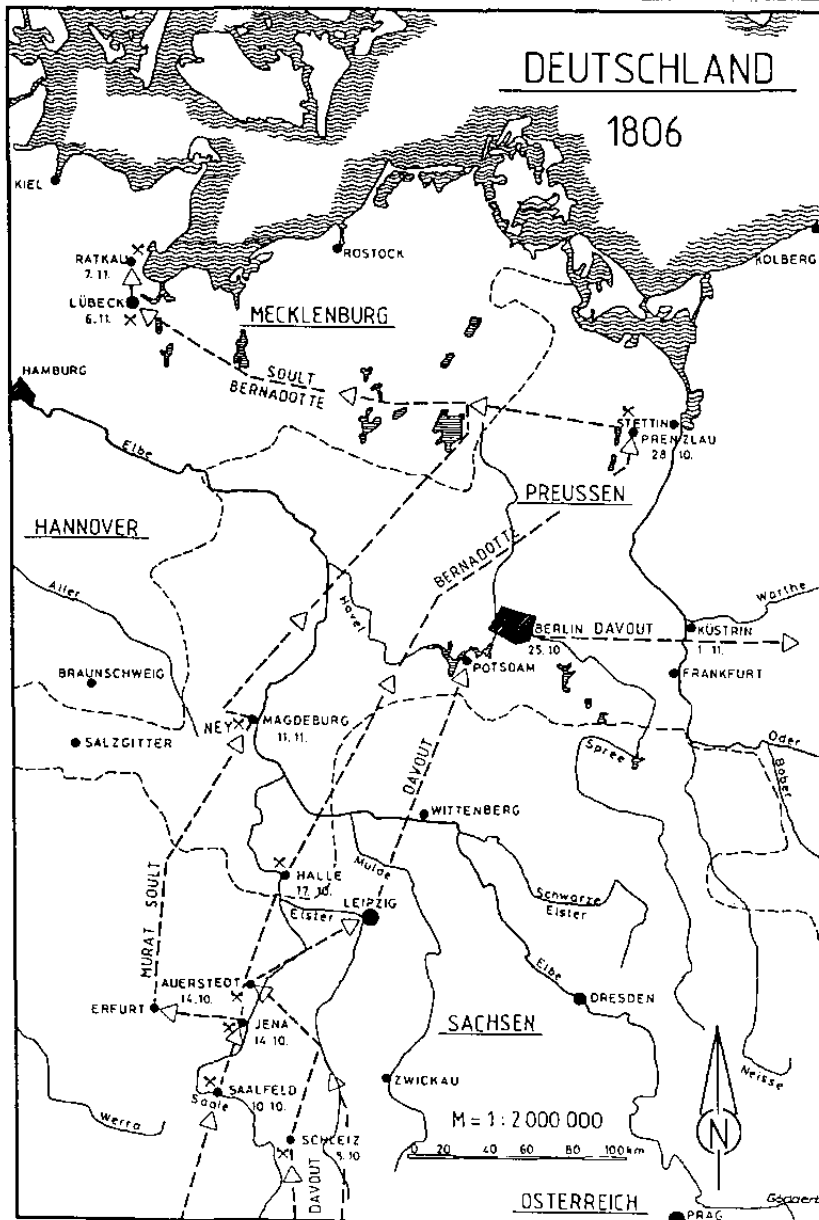 DEUTSCHLAND
1806
KIEL
ROSTOCK
KOLBERG
RATKAU
7.11.
LÜBECK
6.11.
MECKLENBURG
HAMBURG
SOULT
BERNADOTTE
STETTIN
PRENZLAU
28.10.
Elbe
PREUSSEN
HANNOVER
BERNADOTTE
Aller
Havel
Warthe
BERLIN DAVOUT
25.10
KÜSTRIN
1.11.
POTSDAM
FRANKFURT
BRAUNSCHWEIG
NEY
MAGDEBURG
11.11.
SALZGITTER
Oder
Spree
Bober
DAVOUT
WITTENBERG
HALLE
17.10.
Mulde
Elster
LEIPZIG
Schwarze
Elster
MURAT SOULT
AUERSTEDT
14.10.
Elbe
ERFURT
JENA
14.10.
DRESDEN
SACHSEN
SAALFELD
10.10.
Saale
ZWICKAU
Neisse
Werra
M = 1 : 2 000 000
SCHLEIZ
0 20 40 60 80 100 km
N
DAVOUT
ÖSTERREICH
PRAG